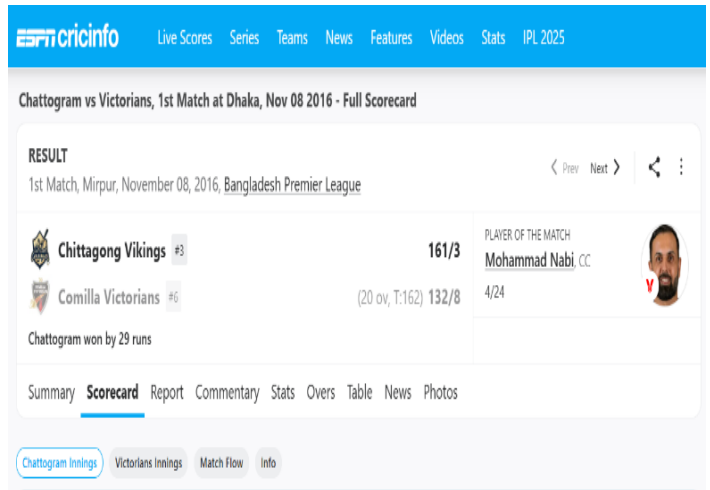 ESPN cricinfo Live Scores Series Teams News Features Videos Stats IPL 2025
Chattogram vs Victorians, 1st Match at Dhaka, Nov 08 2016 - Full Scorecard
RESULT
1st Match, Mirpur, November 08, 2016, Bangladesh Premier League
Prev Next
Chittagong Vikings #3 161/3
Comilla Victorians #6 (20 ov, T:162) 132/8
Chattogram won by 29 runs
PLAYER OF THE MATCH
Mohammad Nabi, CC
4/24
Summary Scorecard Report Commentary Stats Overs Table News Photos
Chattogram Innings Victorians Innings Match Flow Info